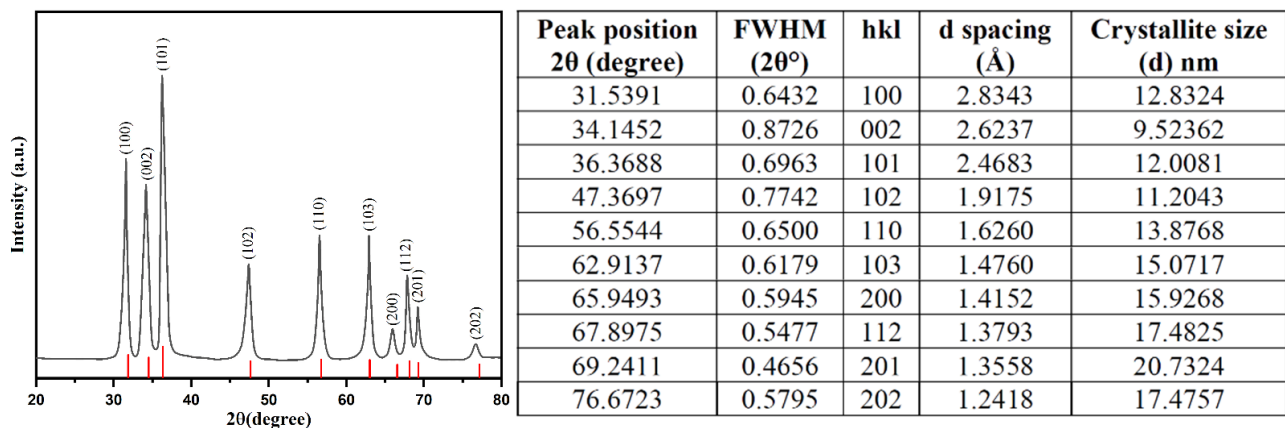 Intensity (a.u.)
(100)
(002)
(101)
(102)
(110)
(103)
(200)
(112)
(201)
(202)
20 30 40 50 60 70 80
2θ(degree)
Peak position 2θ (degree) FWHM (2θ°) hkl d spacing (Å) Crystallite size (d) nm
31.5391 0.6432 100 2.8343 12.8324
34.1452 0.8726 002 2.6237 9.52362
36.3688 0.6963 101 2.4683 12.0081
47.3697 0.7742 102 1.9175 11.2043
56.5544 0.6500 110 1.6260 13.8768
62.9137 0.6179 103 1.4760 15.0717
65.9493 0.5945 200 1.4152 15.9268
67.8975 0.5477 112 1.3793 17.4825
69.2411 0.4656 201 1.3558 20.7324
76.6723 0.5795 202 1.2418 17.4757